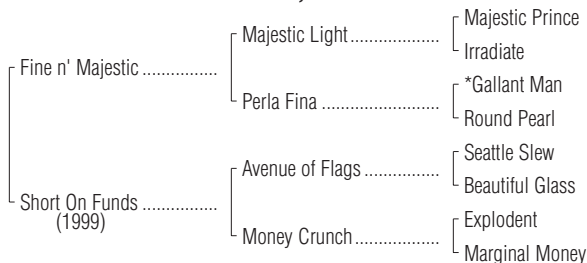 Majestic Prince
Majestic Light.....................
Irradiate
Fine n' Majestic ................
*Gallant Man
Perla Fina ..........................
Round Pearl
Seattle Slew
Avenue of Flags.................
Beautiful Glass
Short On Funds ................
(1999)
Explodent
Money Crunch...................
Marginal Money